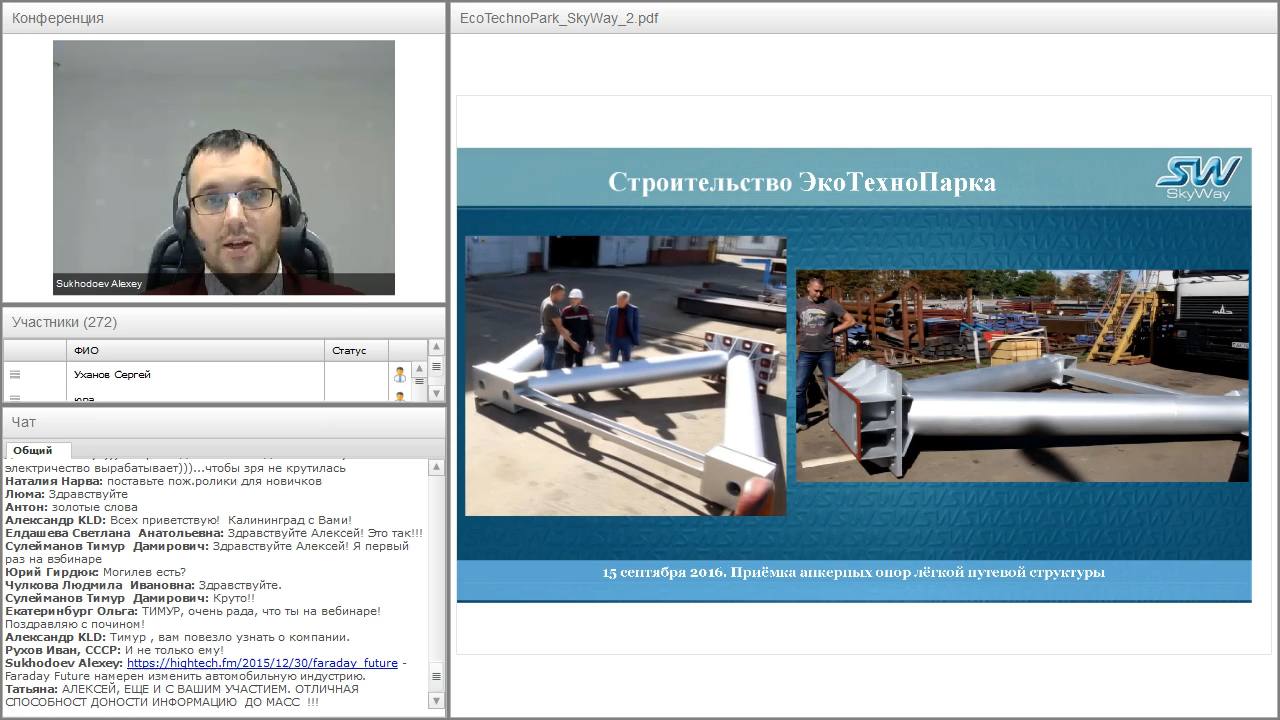 Конференция
Sukhodoev Alexey
Участники (272)
ФИО
Статус
Уханов Сергей
юра
Чат
Общий
электричество вырабатывает)))...чтобы зря не крутилась
Наталия Нарва: поставьте пож.ролики для новичков
Люма: Здравствуйте
Антон: золотые слова
Александр KLD: Всех приветствую! Калининград с Вами!
Елдашева Светлана Анатольевна: Здравствуйте Алексей! Это так!!!
Сулейманов Тимур Дамирович: Здравствуйте Алексей! Я первый
раз на вэбинаре
Юрий Гирдюк: Могилев есть?
Чулкова Людмила Ивановна: Здравствуйте.
Сулейманов Тимур Дамирович: Круто!!
Екатеринбург Ольга: ТИМУР, очень рада, что ты на вебинаре!
Поздравляю с почином!
Александр KLD: Тимур , вам повезло узнать о компании.
Рухов Иван, СССР: И не только ему!
Sukhodoev Alexey: https://hightech.fm/2015/12/30/faraday_future -
Faraday Future намерен изменить автомобильную индустрию.
Татьяна: АЛЕКСЕЙ, ЕЩЕ И С ВАШИМ УЧАСТИЕМ. ОТЛИЧНАЯ
СПОСОБНОСТ ДОНОСТИ ИНФОРМАЦИЮ ДО МАСС !!!
EcoTechnoPark_SkyWay_2.pdf
Строительство ЭкоТехноПарка
SW
SkyWay
15 сентября 2016. Приёмка анкерных опор лёгкой путевой структуры